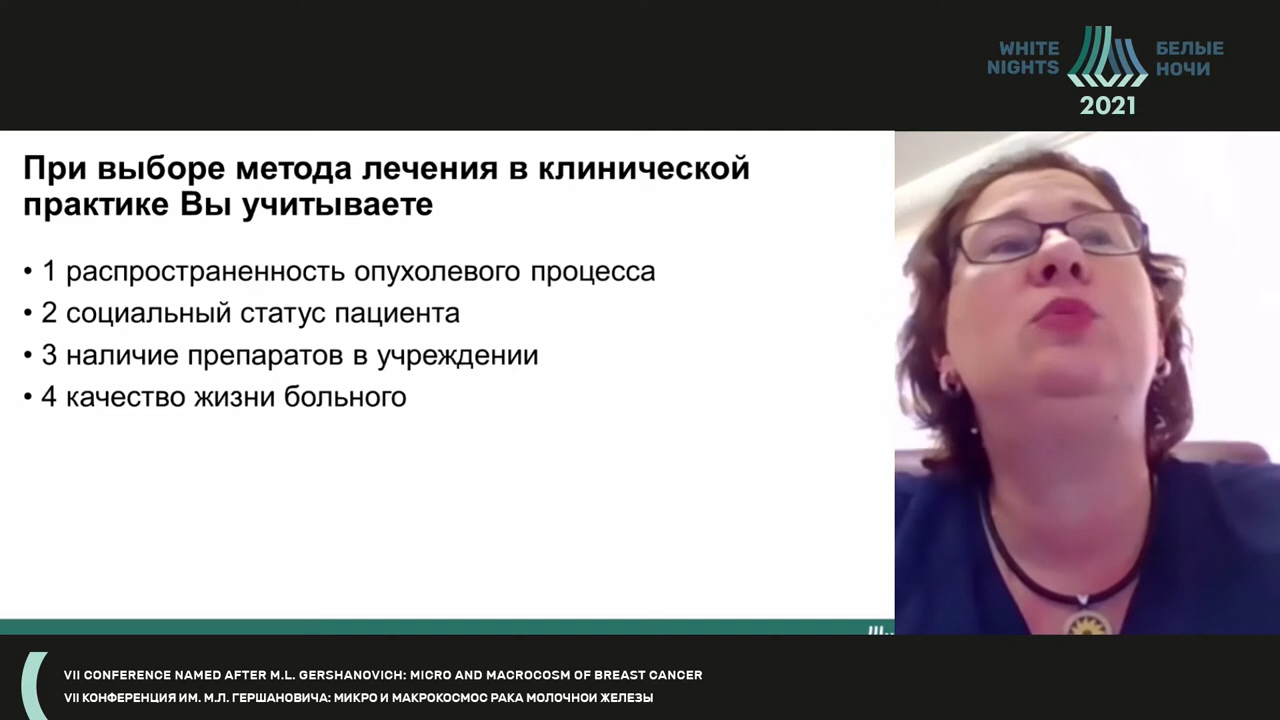 WHITE NIGHTS
БЕЛЫЕ НОЧИ
2021
При выборе метода лечения в клинической
практике Вы учитываете
• 1 распространенность опухолевого процесса
• 2 социальный статус пациента
• 3 наличие препаратов в учреждении
• 4 качество жизни больного
VII CONFERENCE NAMED AFTER M.L. GERSHANOVICH: MICRO AND MACROCOSM OF BREAST CANCER
VII КОНФЕРЕНЦИЯ ИМ. М.Л. ГЕРШАНОВИЧА: МИКРО И МАКРОКОСМОС РАКА МОЛОЧНОЙ ЖЕЛЕЗЫ